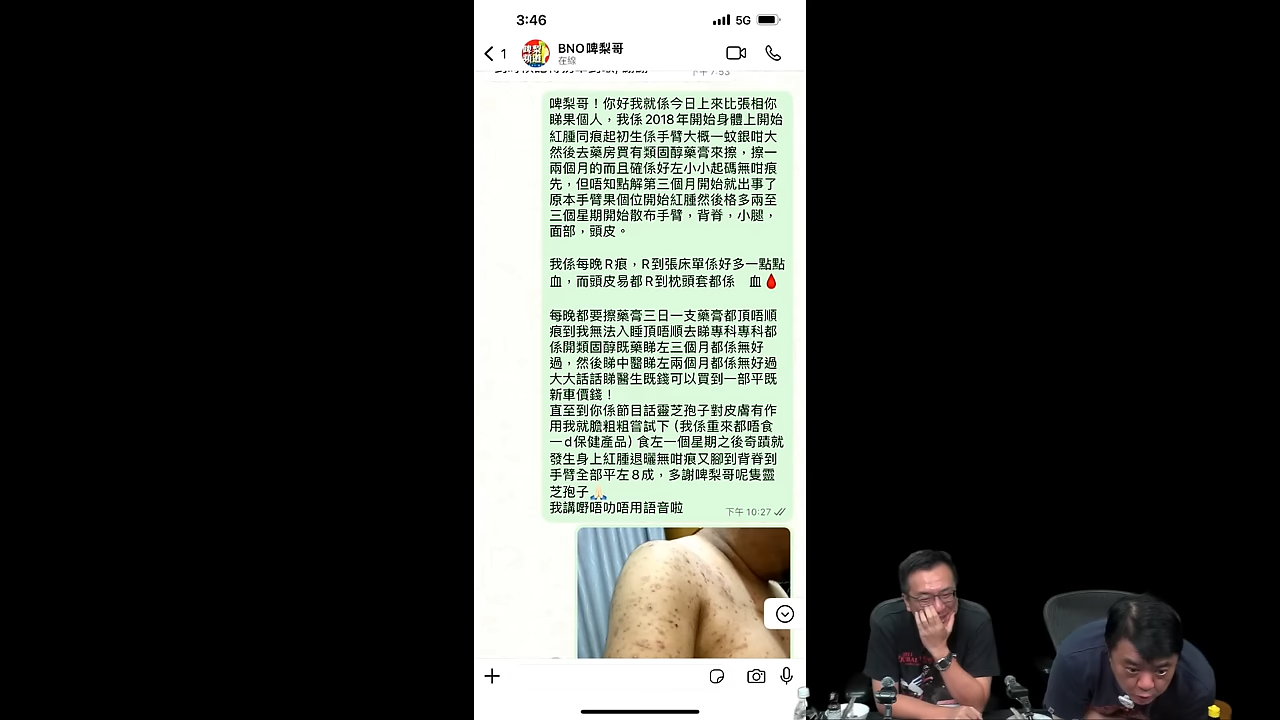 3:46
5G
1
BNO啤梨哥
在線
下午 7:53
啤梨哥！你好我就係今日上來比張相你
睇果個人，我係2018年開始身體上開始
紅腫同痕起初生係手臂大概一蚊銀咁大
然後去藥房買有類固醇藥膏來擦，擦一
兩個月的而且確係好左小小起碼無咁痕
先，但唔知點解第三個月開始就出事了
原本手臂果個位開始紅腫然後格多兩至
三個星期開始散布手臂，背脊，小腿，
面部，頭皮。
我係每晚R痕，R到張床單係好多一點點
血，而頭皮易都R到枕頭套都係 血🩸
每晚都要擦藥膏三日一支藥膏都頂唔順
痕到我無法入睡頂唔順去睇專科專科都
係開類固醇既藥睇左三個月都係無好
過，然後睇中醫睇左兩個月都係無好過
大大話話睇醫生既錢可以買到一部平既
新車價錢！
直至到你係節目話靈芝孢子對皮膚有作
用我就膽粗粗嘗試下 (我係重來都唔食
一d保健產品) 食左一個星期之後奇蹟就
發生身上紅腫退曬無咁痕又腳到背脊到
手臂全部平左8成，多謝啤梨哥呢隻靈
芝孢子🙏🏻
我講嘢唔叻唔用語音啦
下午 10:27